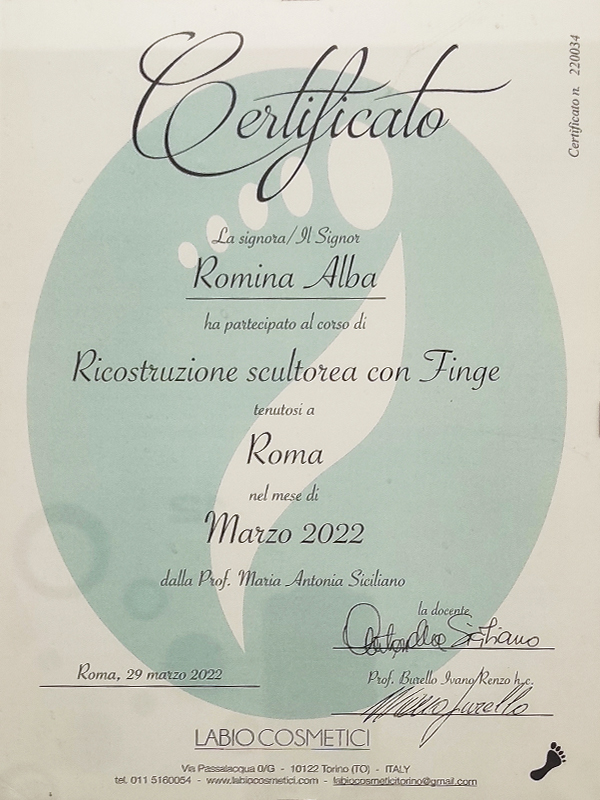 Certificato n. 220034
Certificato
La signora/Il Signor
Romina Alba
ha partecipato al corso di
Ricostruzione scultorea con Finge
tenutosi a
Roma
nel mese di
Marzo 2022
dalla Prof. Maria Antonia Siciliano
la docente
Siciliano
Roma, 29 marzo 2022
Prof. Burello Ivano/Renzo h.c.
LABIO COSMETICI
Via Passalacqua 0/G - 10122 Torino (TO) - ITALY
tel. 011 5160054 - www.labiocosmetici.com - labiocosmeticitorino@gmail.com